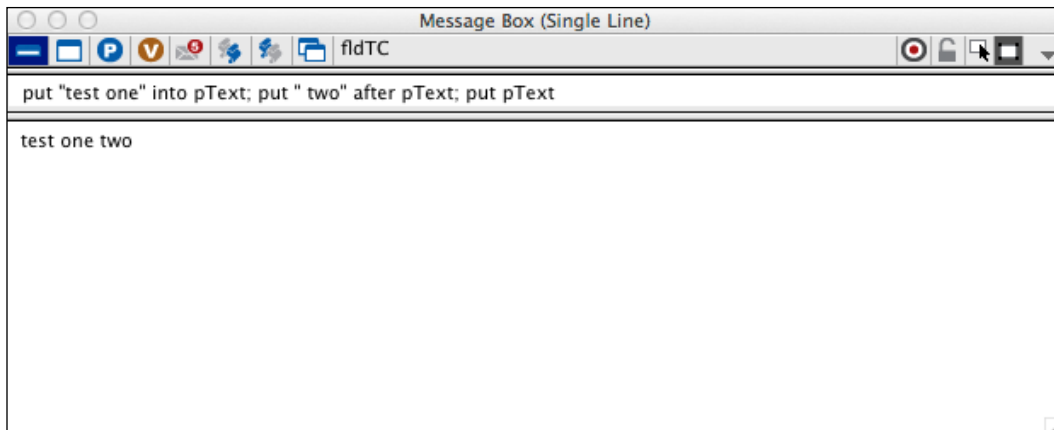 Message Box (Single Line)
P V 5 fldTC
put "test one" into pText; put " two" after pText; put pText
test one two